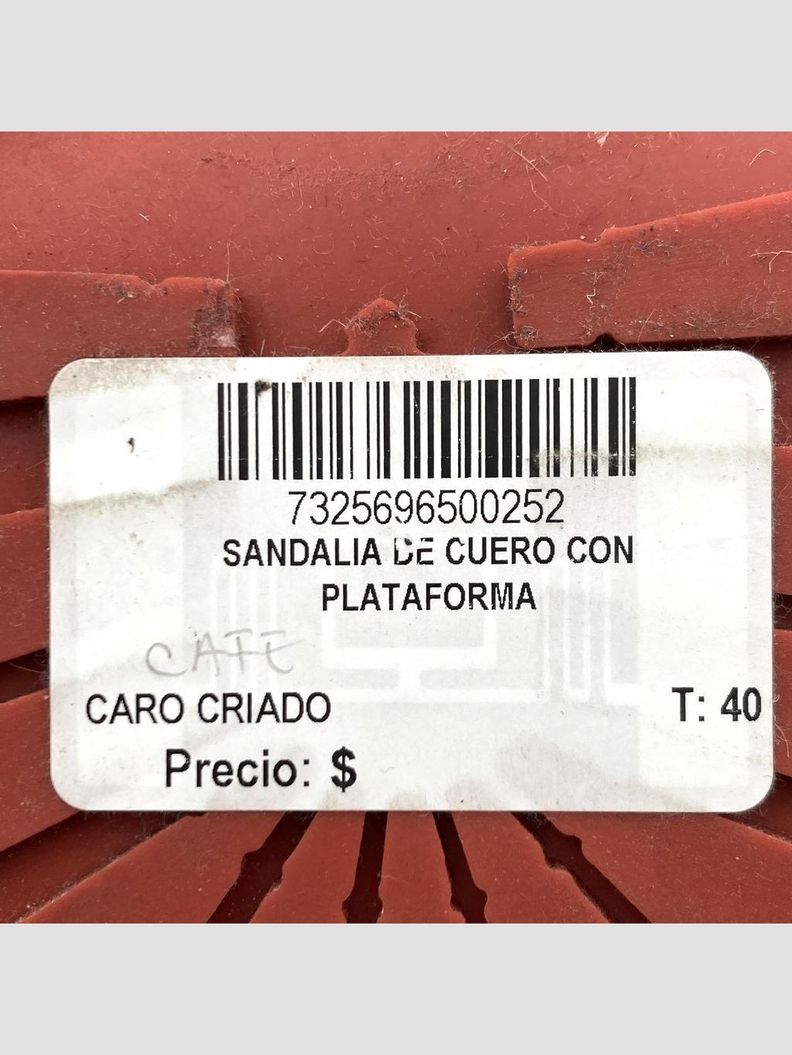 7325696500252
SANDALIA DE CUERO CON
PLATAFORMA
CAFE
CARO CRIADO T: 40
Precio: $